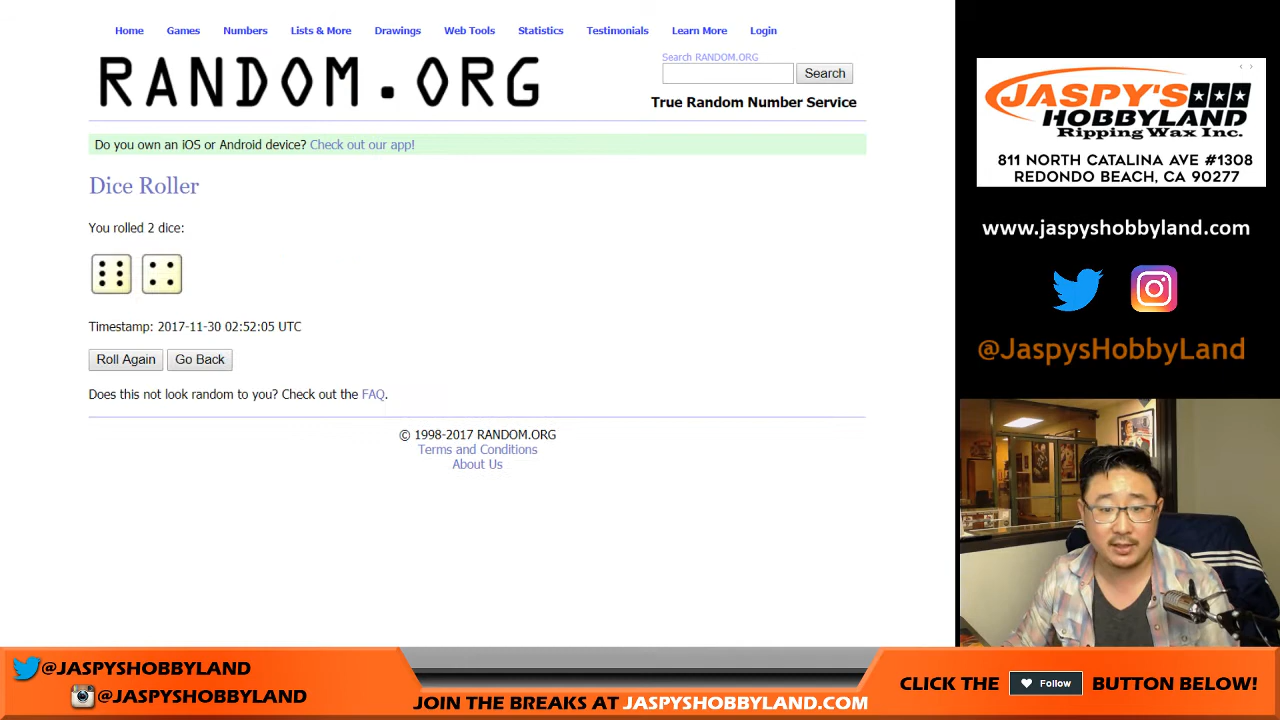 Home Games Numbers Lists & More Drawings Web Tools Statistics Testimonials Learn More Login
RANDOM.ORG
Search RANDOM.ORG
Search
True Random Number Service
Do you own an iOS or Android device? Check out our app!
Dice Roller
You rolled 2 dice:
Timestamp: 2017-11-30 02:52:05 UTC
Roll Again Go Back
Does this not look random to you? Check out the FAQ.
© 1998-2017 RANDOM.ORG
Terms and Conditions
About Us
JASPY'S
HOBBYLAND
Ripping Wax Inc.
811 NORTH CATALINA AVE #1308
REDONDO BEACH, CA 90277
www.jaspyshobbyland.com
@JaspysHobbyLand
@JASPYSHOBBYLAND
@JASPYSHOBBYLAND
JOIN THE BREAKS AT JASPYSHOBBYLAND.COM
CLICK THE Follow BUTTON BELOW!